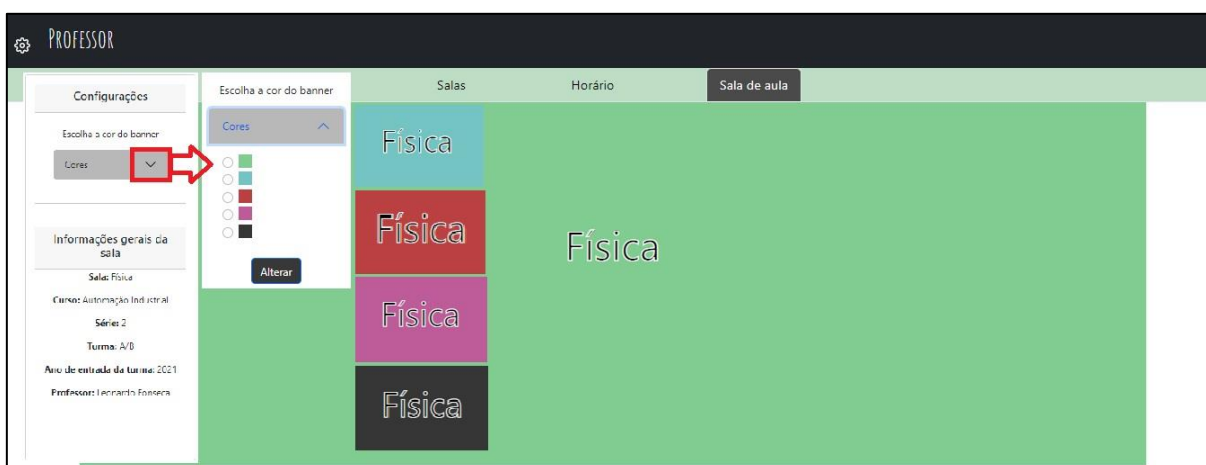 PROFESSOR
Salas
Horário
Sala de aula
Configurações
Escolha a cor do banner
Cores
Informações gerais da
sala
Sala: Física
Curso: Automação Industrial
Série: 2
Turma: A/B
Ano de entrada da turma: 2021
Professor: Leonardo Fonseca
Escolha a cor do banner
Cores
Alterar
Física
Física
Física
Física
Física